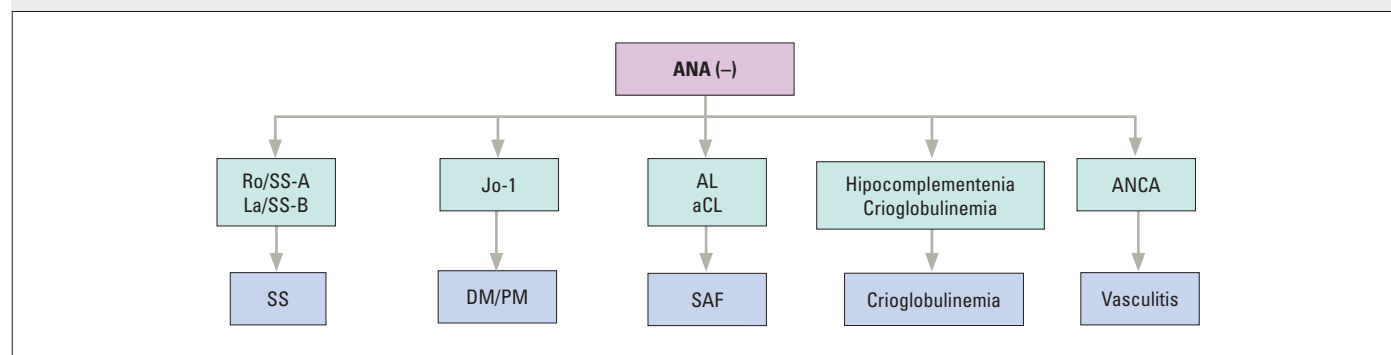 ANA (–)
Ro/SS-A
La/SS-B
Jo-1
AL
aCL
Hipocomplementenia
Crioglobulinemia
ANCA
SS
DM/PM
SAF
Crioglobulinemia
Vasculitis